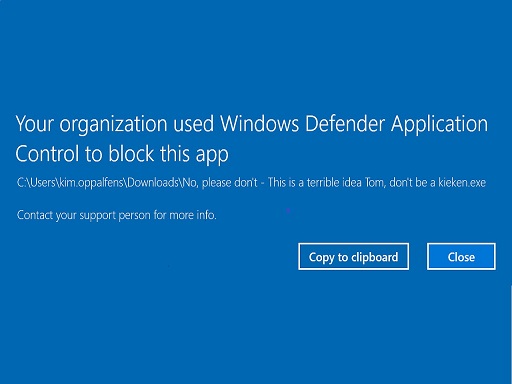 Your organization used Windows Defender Application
Control to block this app
C:\Users\kim.oppalfens\Downloads\No, please don't - This is a terrible idea Tom, don't be a kieken.exe
Contact your support person for more info.
Copy to clipboard
Close